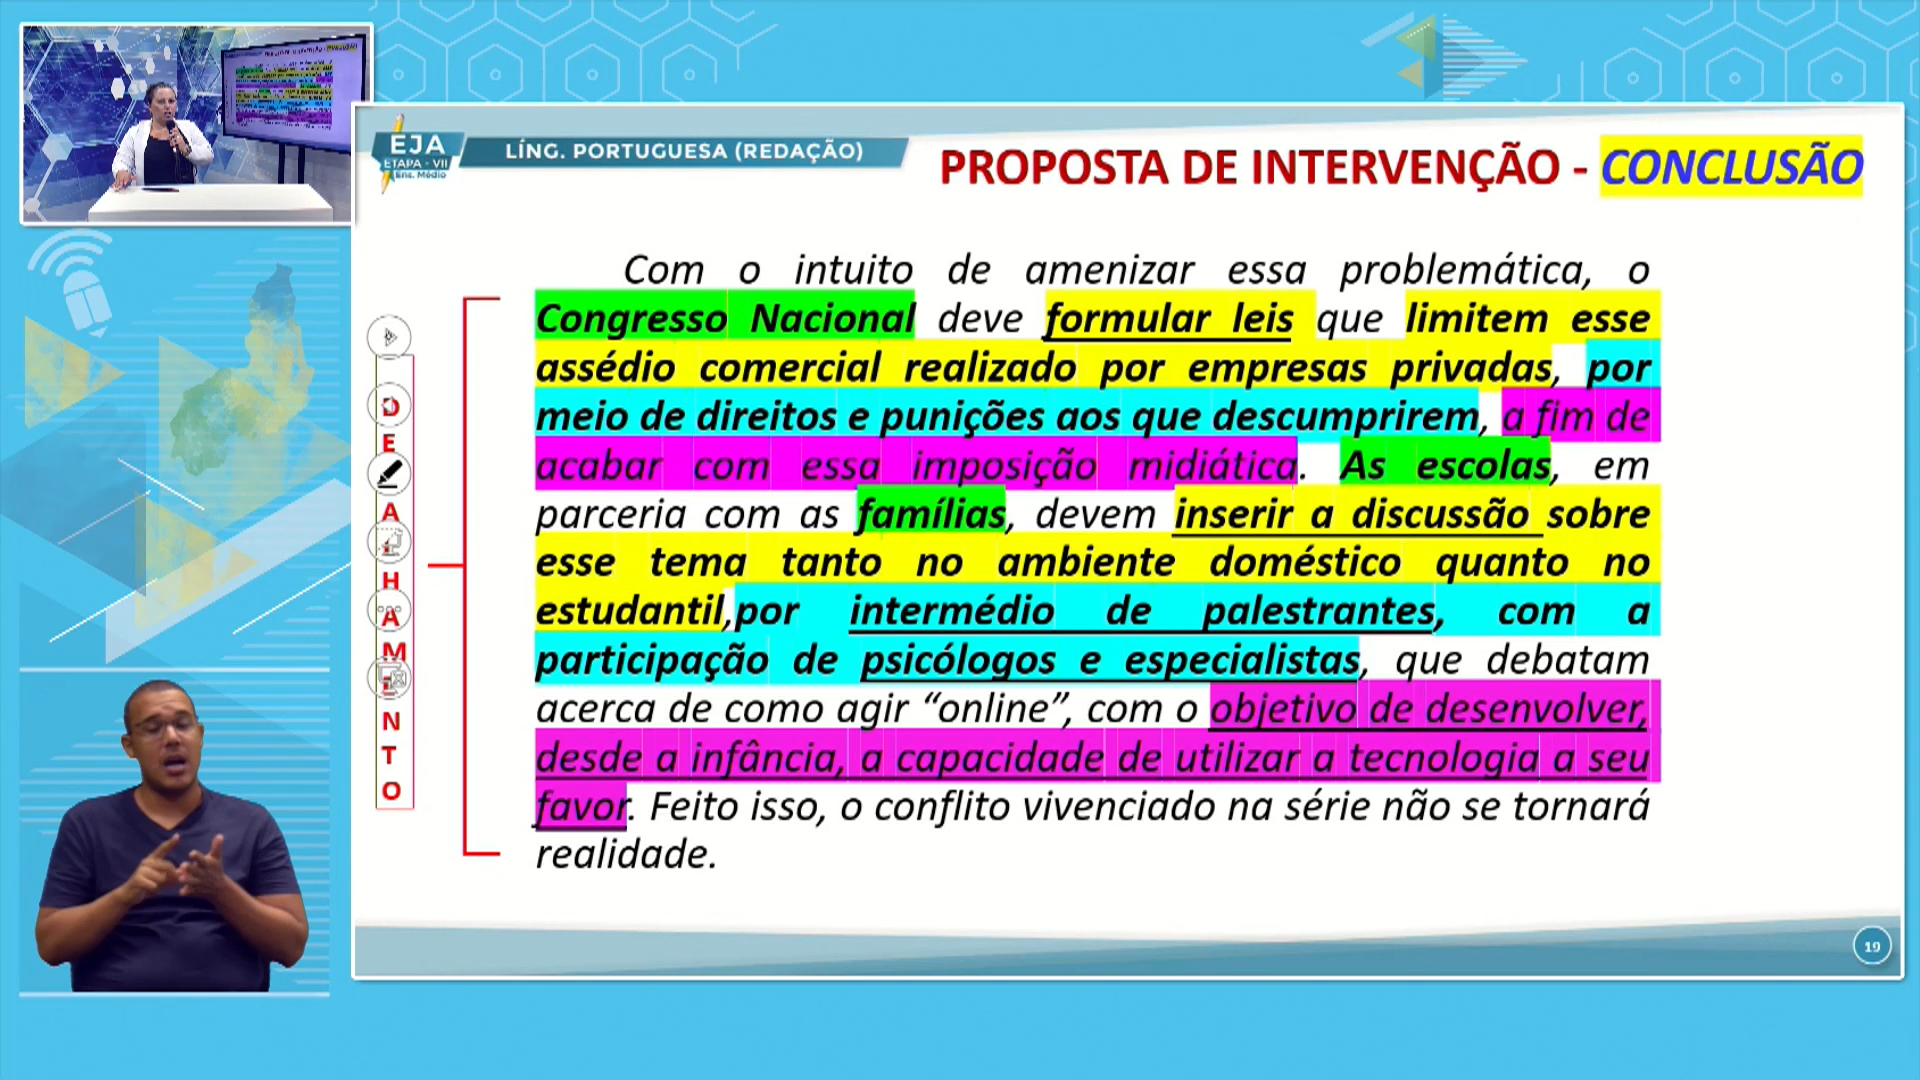 EJA
ETAPA - VII
Ens. Médio
LÍNG. PORTUGUESA (REDAÇÃO)
PROPOSTA DE INTERVENÇÃO - CONCLUSÃO
Com o intuito de amenizar essa problemática, o
Congresso Nacional deve formular leis que limitem esse
assédio comercial realizado por empresas privadas, por
meio de direitos e punições aos que descumprirem, a fim de
acabar com essa imposição midiática. As escolas, em
parceria com as famílias, devem inserir a discussão sobre
esse tema tanto no ambiente doméstico quanto no
estudantil,por intermédio de palestrantes, com a
participação de psicólogos e especialistas, que debatam
acerca de como agir “online”, com o objetivo de desenvolver,
desde a infância, a capacidade de utilizar a tecnologia a seu
favor. Feito isso, o conflito vivenciado na série não se tornará
realidade.
D
E
A
H
A
M
E
N
T
O
19